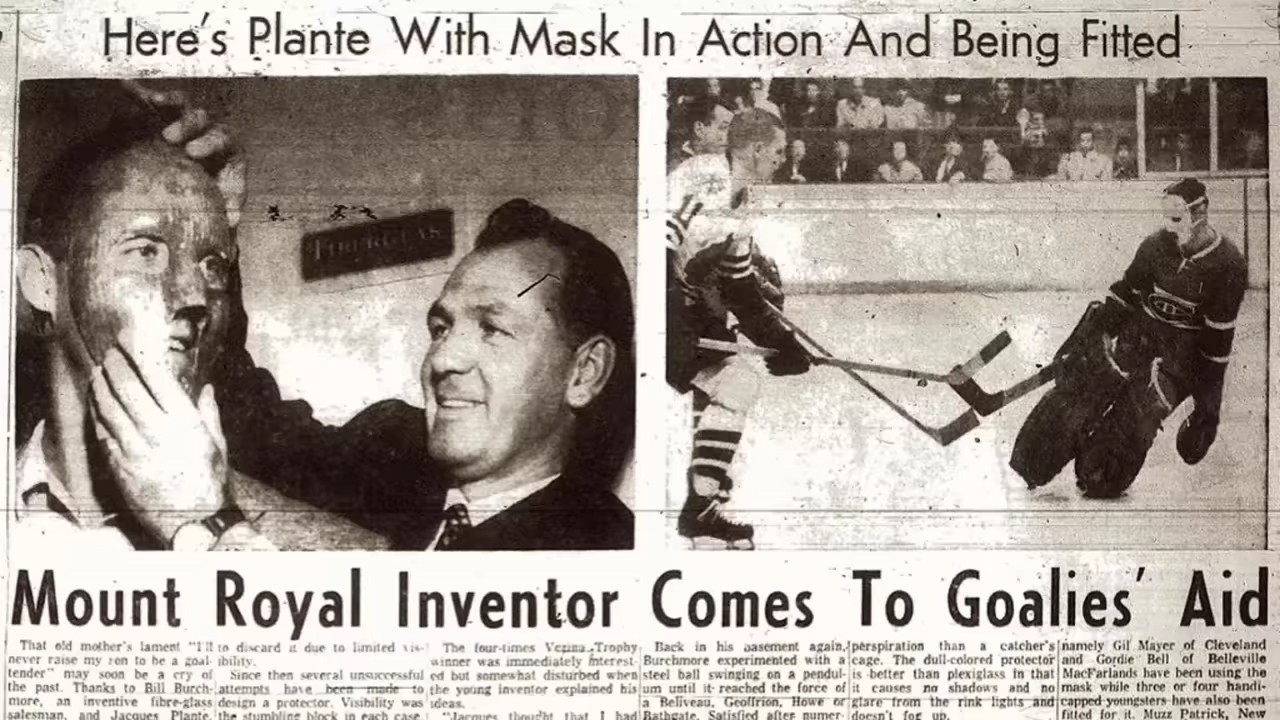 Here's Plante With Mask In Action And Being Fitted
FIBERGLAS
Mount Royal Inventor Comes To Goalies' Aid
That old mother's lament "I'll
never raise my son to be a goal-
tender" may soon be a cry of
the past. Thanks to Bill Burch-
more, an inventive fibre-glass
salesman, and Jacques Plante,
to discard it due to limited vis-
ibility.
Since then several unsuccessful
attempts have been made to
design a protector. Visibility was
the stumbling block in each case.
The four-times Vezina Trophy
winner was immediately interest-
ed but somewhat disturbed when
the young inventor explained his
ideas.
"Jacques thought that I had
Back in his basement again,
Burchmore experimented with a
steel ball swinging on a pendul-
um until it reached the force of
a Beliveau, Geoffrion, Howe or
Bathgate. Satisfied after numer-
perspiration than a catcher's
cage. The dull-colored protector
is better than plexiglass in that
it causes no shadows and no
glare from the rink lights and
doesn't fog up.
namely Gil Mayer of Cleveland
and Gordie Bell of Belleville
MacFarlands have been using the
mask while three or four handi-
capped youngsters have also been
fitted for it. Muzz Patrick, New